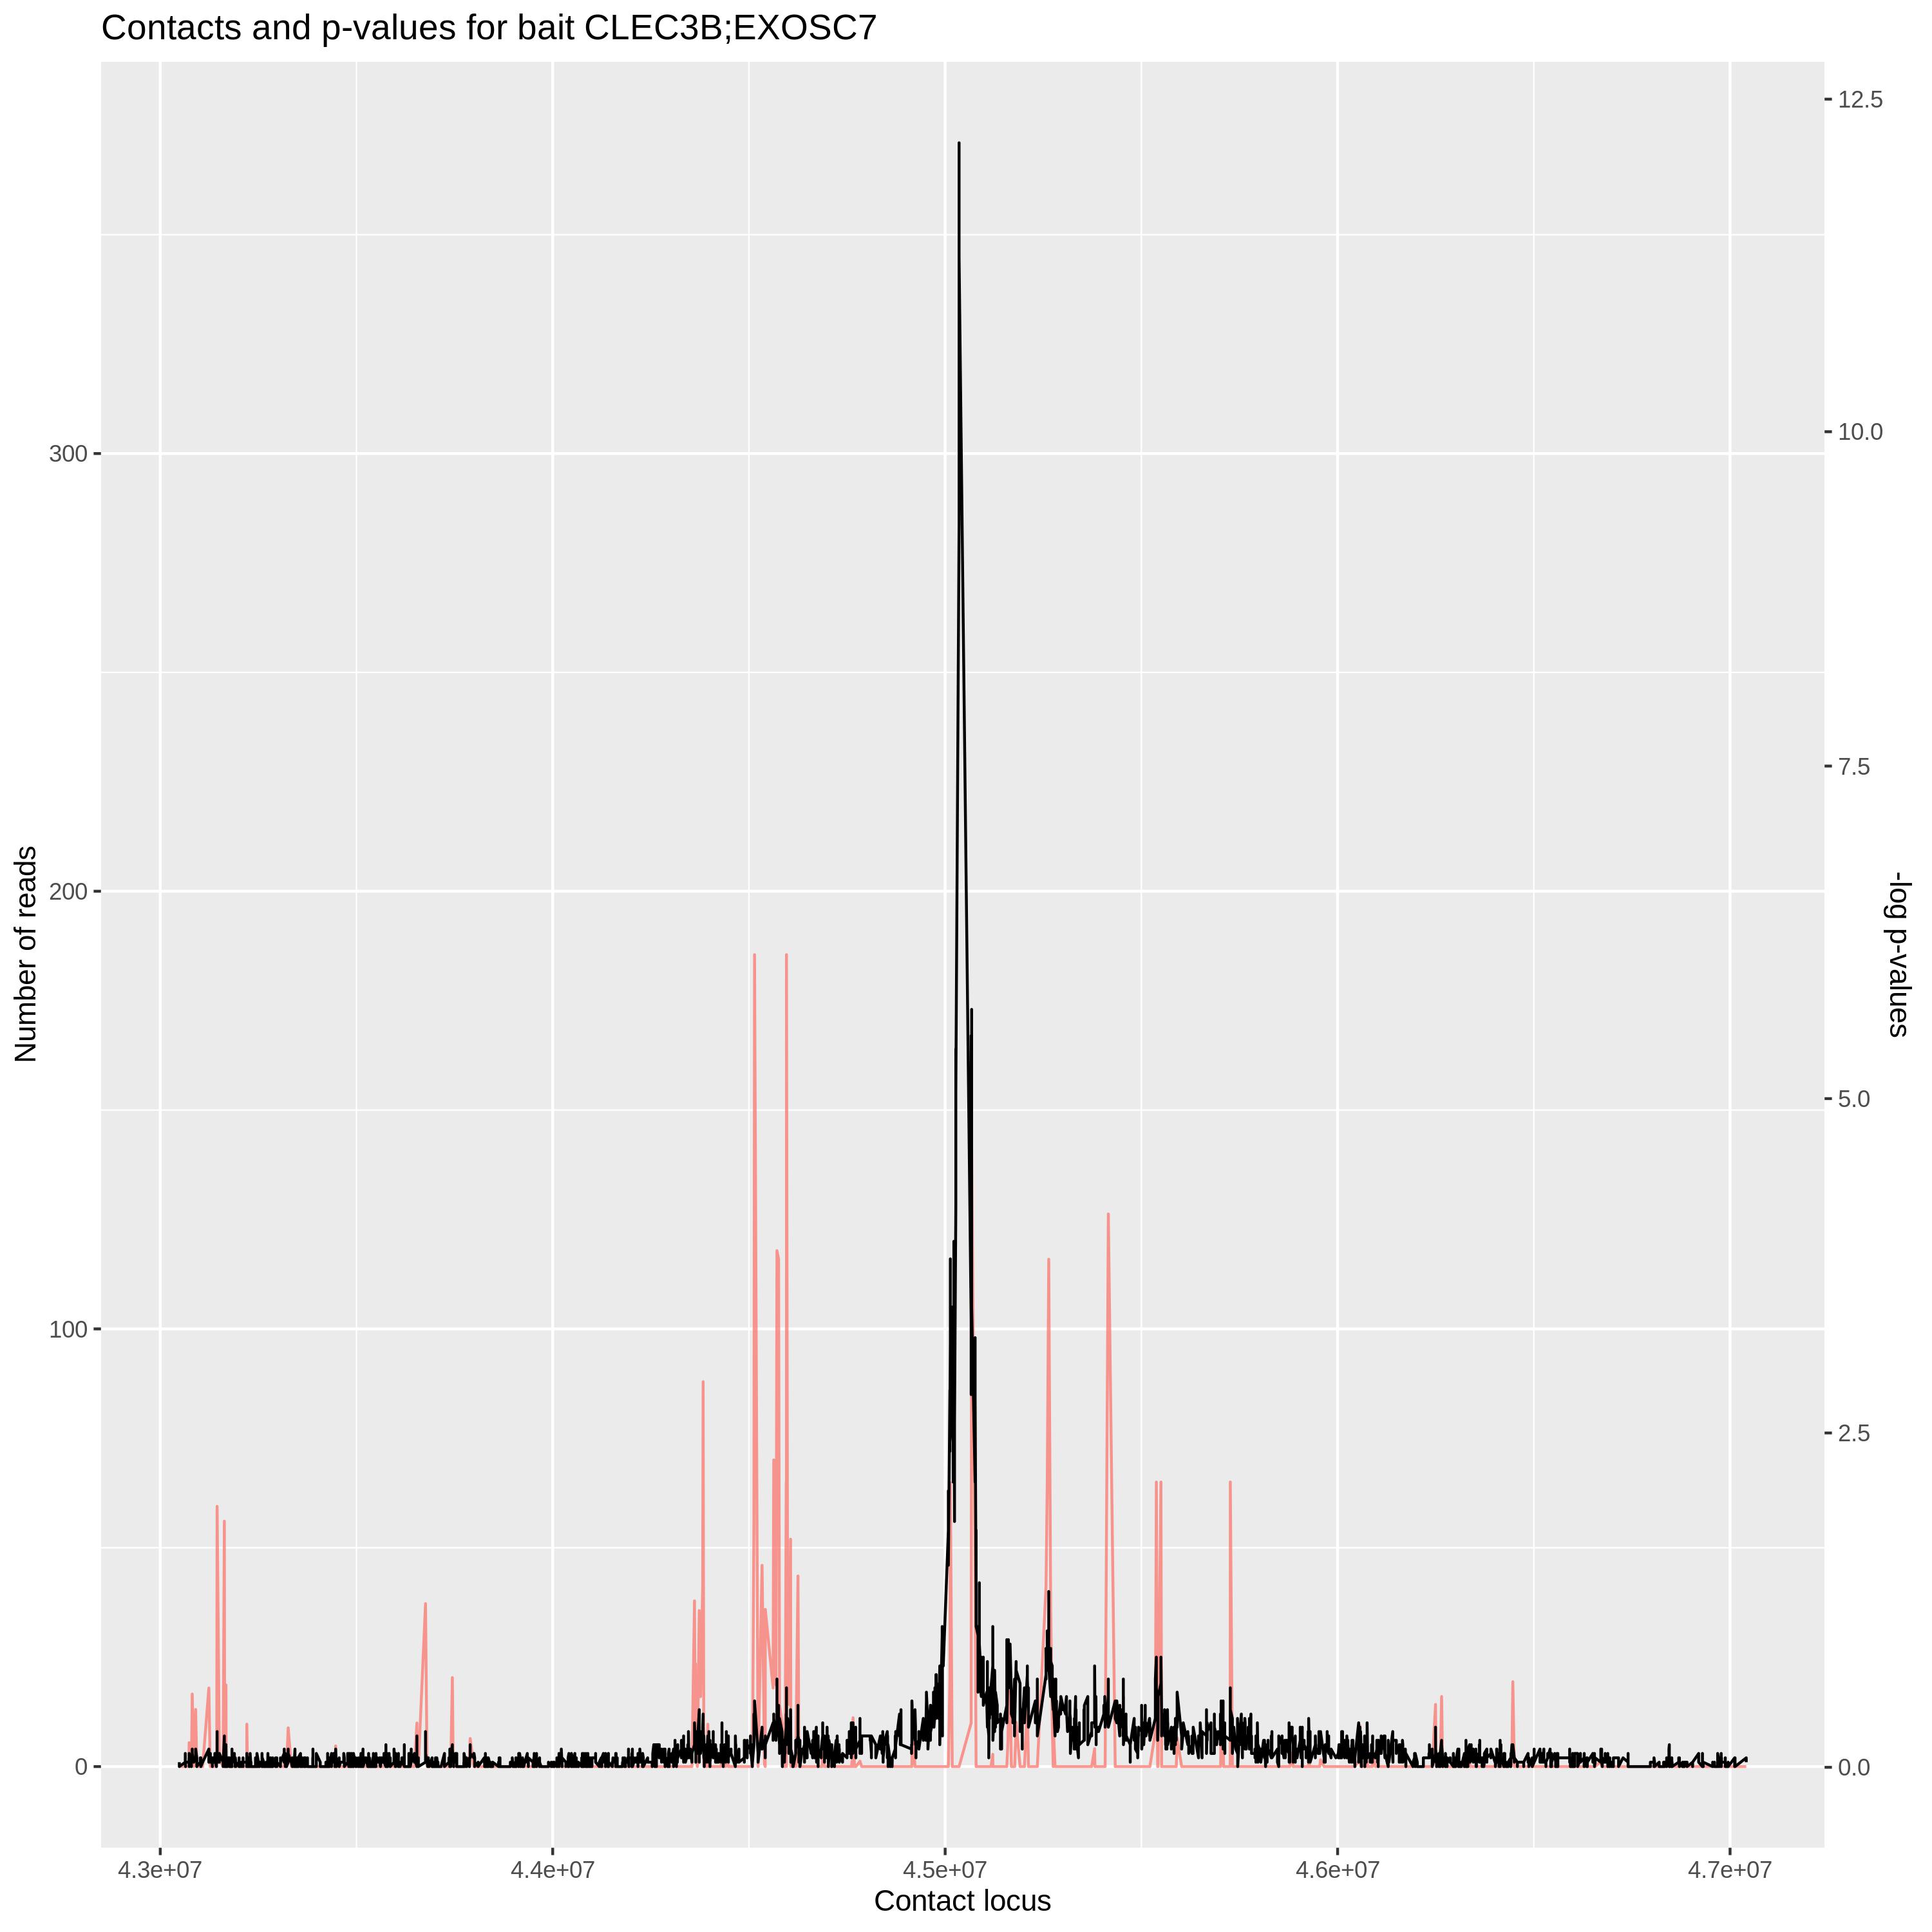 Contacts and p-values for bait CLEC3B;EXOSC7
12.5
10.0
300
7.5
Number of reads
200
-log p-values
5.0
100
2.5
0
0.0
4.3e+07 4.4e+07 4.5e+07 4.6e+07 4.7e+07
Contact locus